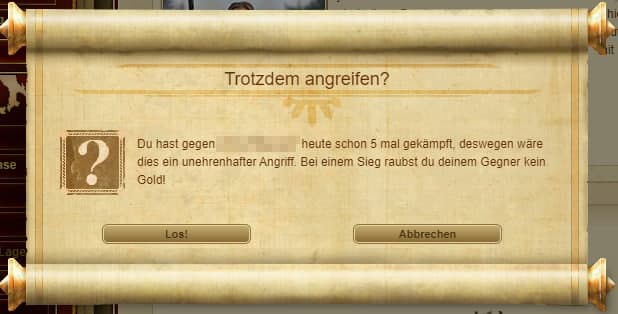 Trotzdem angreifen?
Du hast gegen heute schon 5 mal gekämpft, deswegen wäre
dies ein unehrenhafter Angriff. Bei einem Sieg raubst du deinem Gegner kein
Gold!
Los!
Abbrechen